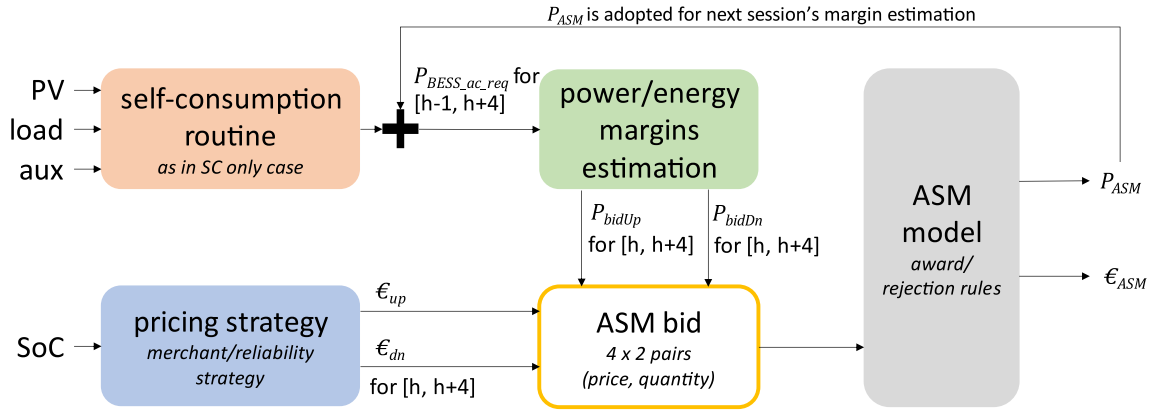 P_ASM is adopted for next session's margin estimation
PV
load
aux
self-consumption
routine
as in SC only case
P_BESS_ac_req for
[h-1, h+4]
power/energy
margins
estimation
P_bidUp
for [h, h+4]
P_bidDn
for [h, h+4]
SoC
pricing strategy
merchant/reliability
strategy
€_up
€_dn
for [h, h+4]
ASM bid
4 x 2 pairs
(price, quantity)
ASM
model
award/
rejection rules
P_ASM
€_ASM